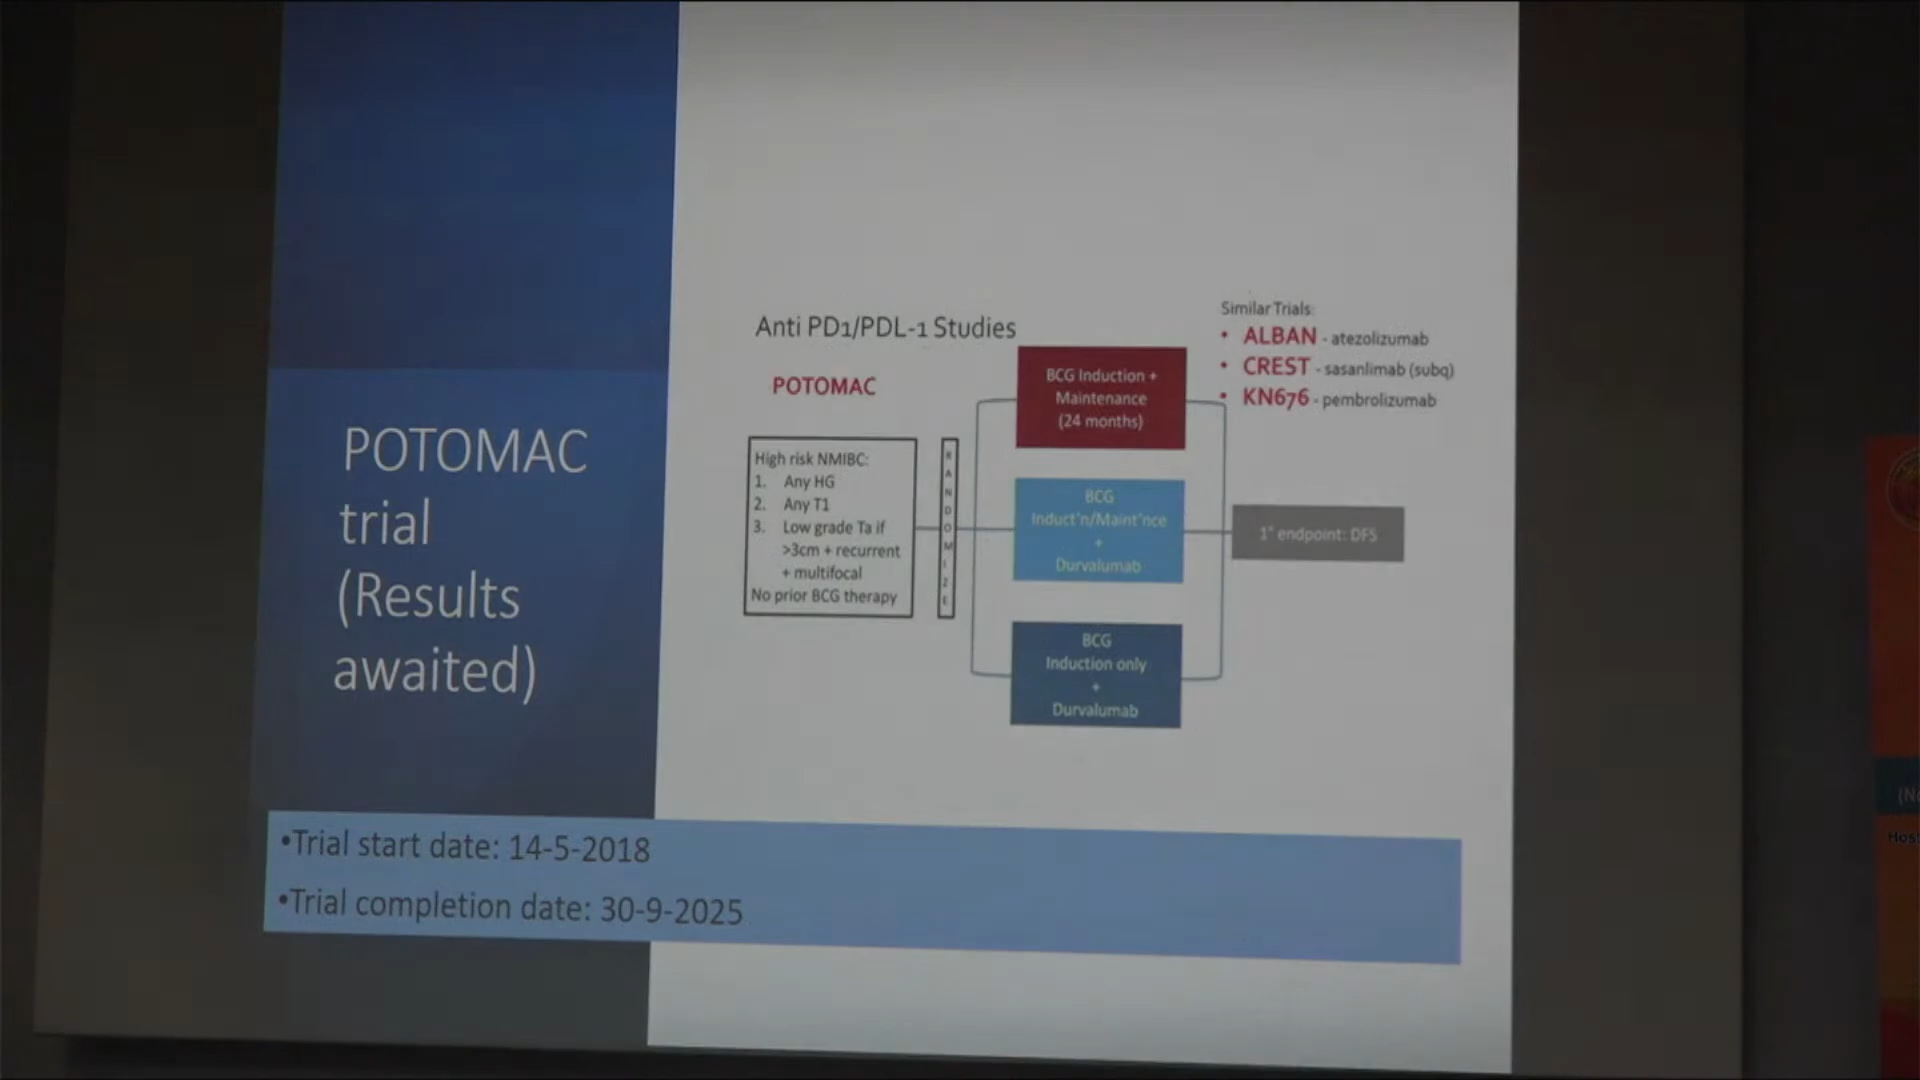 POTOMAC
trial
(Results
awaited)
Anti PD1/PDL-1 Studies
POTOMAC
High risk NMIBC:
1. Any HG
2. Any T1
3. Low grade Ta if
>3cm + recurrent
+ multifocal
No prior BCG therapy
RANDOMIZE
BCG Induction +
Maintenance
(24 months)
BCG
Induct'n/Maint'nce
+
Durvalumab
BCG
Induction only
+
Durvalumab
1° endpoint: DFS
Similar Trials:
• ALBAN - atezolizumab
• CREST - sasanlimab (subq)
• KN676 - pembrolizumab
•Trial start date: 14-5-2018
•Trial completion date: 30-9-2025